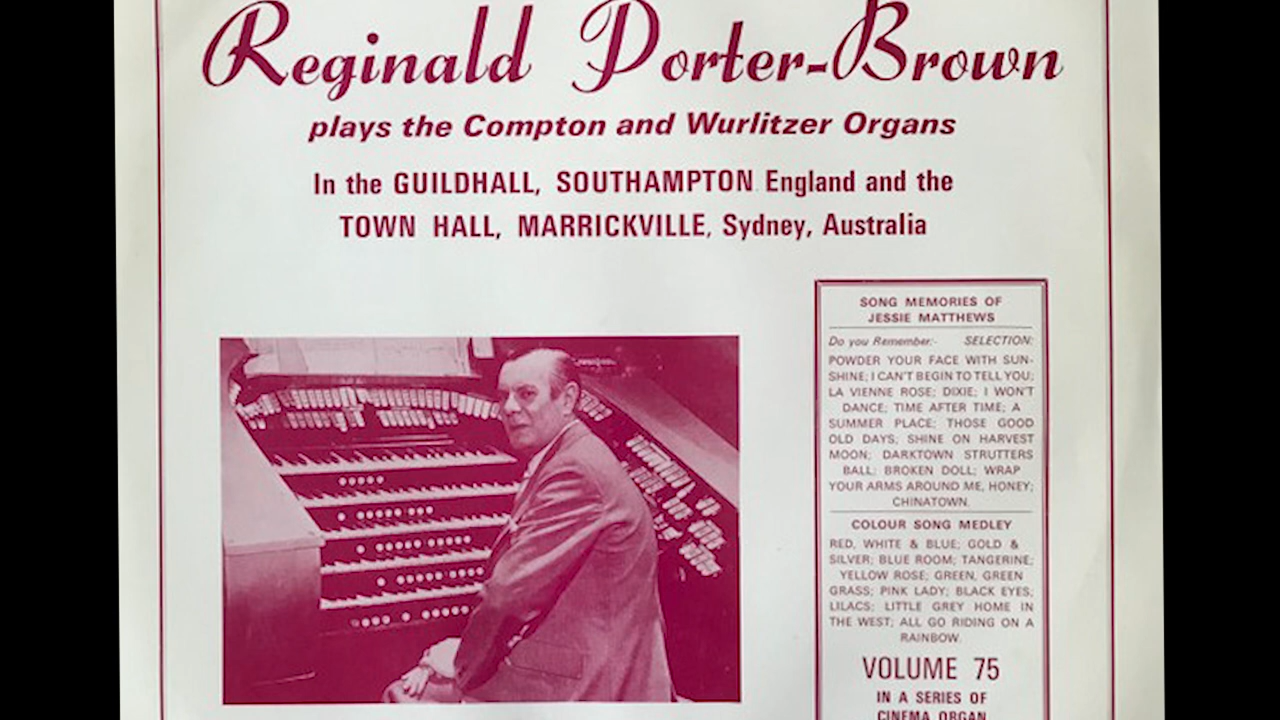 Reginald Porter-Brown
plays the Compton and Wurlitzer Organs
In the GUILDHALL, SOUTHAMPTON England and the
TOWN HALL, MARRICKVILLE, Sydney, Australia
SONG MEMORIES OF
JESSIE MATTHEWS
Do you Remember:- SELECTION:
POWDER YOUR FACE WITH SUN-
SHINE; I CAN'T BEGIN TO TELL YOU;
LA VIENNE ROSE; DIXIE; I WON'T
DANCE; TIME AFTER TIME; A
SUMMER PLACE; THOSE GOOD
OLD DAYS; SHINE ON HARVEST
MOON; DARKTOWN STRUTTERS
BALL; BROKEN DOLL; WRAP
YOUR ARMS AROUND ME, HONEY;
CHINATOWN.
COLOUR SONG MEDLEY
RED, WHITE & BLUE; GOLD &
SILVER; BLUE ROOM; TANGERINE;
YELLOW ROSE; GREEN, GREEN
GRASS; PINK LADY; BLACK EYES;
LILACS; LITTLE GREY HOME IN
THE WEST; ALL GO RIDING ON A
RAINBOW.
VOLUME 75
IN A SERIES OF
CINEMA ORGAN